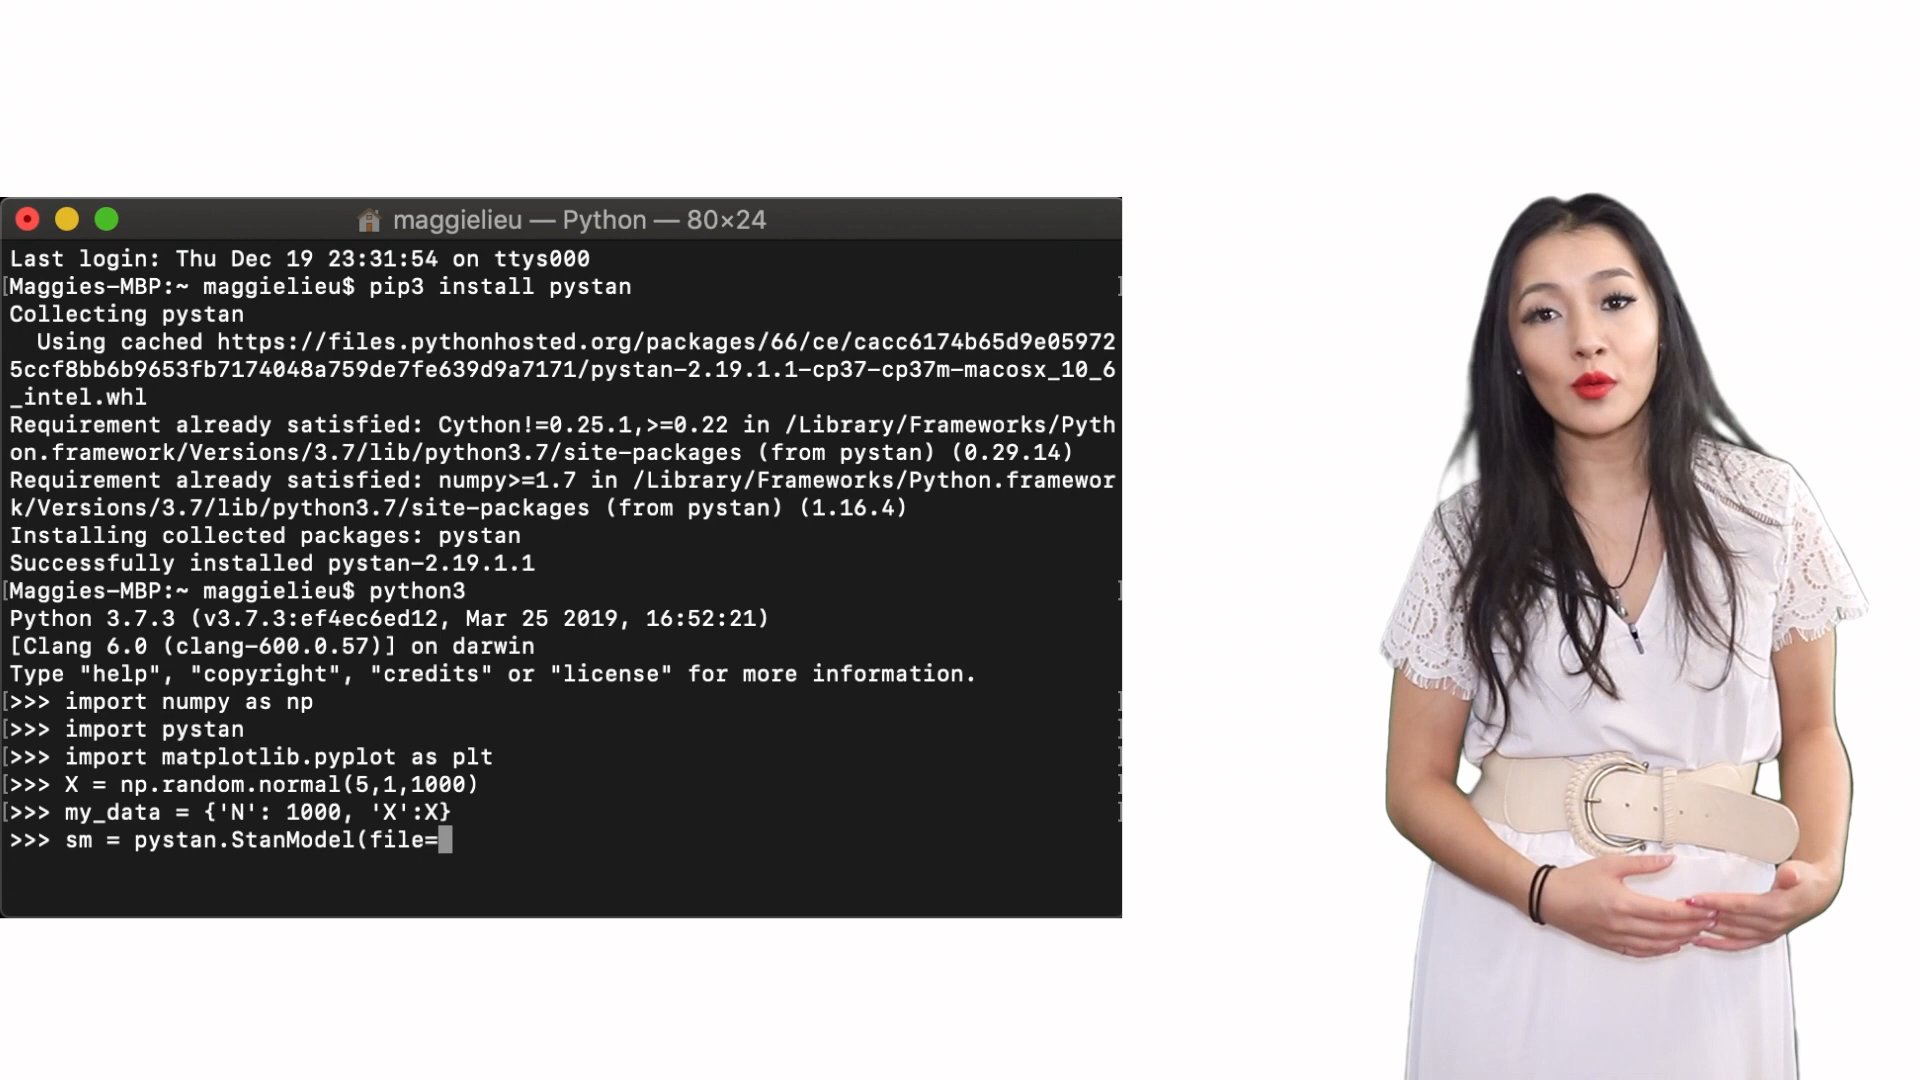 maggielieu — Python — 80×24
Last login: Thu Dec 19 23:31:54 on ttys000
[Maggies-MBP:~ maggielieu$ pip3 install pystan ]
Collecting pystan
  Using cached https://files.pythonhosted.org/packages/66/ce/cacc6174b65d9e05972
5ccf8bb6b9653fb7174048a759de7fe639d9a7171/pystan-2.19.1.1-cp37-cp37m-macosx_10_6
_intel.whl
Requirement already satisfied: Cython!=0.25.1,>=0.22 in /Library/Frameworks/Pyth
on.framework/Versions/3.7/lib/python3.7/site-packages (from pystan) (0.29.14)
Requirement already satisfied: numpy>=1.7 in /Library/Frameworks/Python.framewor
k/Versions/3.7/lib/python3.7/site-packages (from pystan) (1.16.4)
Installing collected packages: pystan
Successfully installed pystan-2.19.1.1
[Maggies-MBP:~ maggielieu$ python3 ]
Python 3.7.3 (v3.7.3:ef4ec6ed12, Mar 25 2019, 16:52:21)
[Clang 6.0 (clang-600.0.57)] on darwin
Type "help", "copyright", "credits" or "license" for more information.
[>>> import numpy as np ]
[>>> import pystan ]
[>>> import matplotlib.pyplot as plt ]
[>>> X = np.random.normal(5,1,1000) ]
[>>> my_data = {'N': 1000, 'X':X} ]
>>> sm = pystan.StanModel(file=